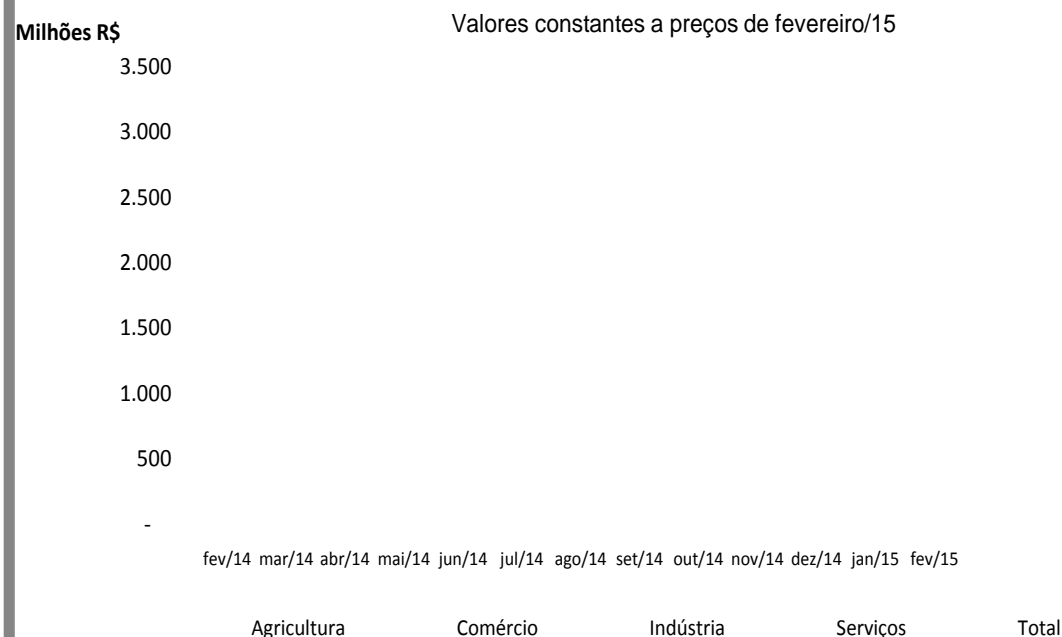 Valores constantes a preços de fevereiro/15
Milhões R$
3.500
3.000
2.500
2.000
1.500
1.000
500
-
fev/14 mar/14 abr/14 mai/14 jun/14 jul/14 ago/14 set/14 out/14 nov/14 dez/14 jan/15 fev/15
Agricultura Comércio Indústria Serviços Total